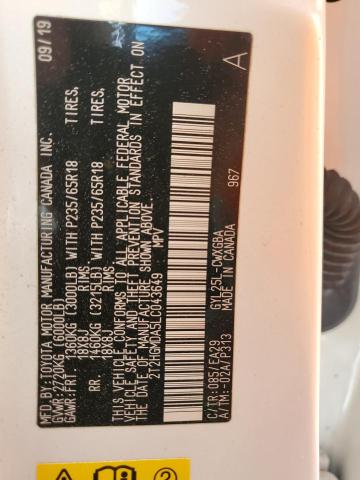 MFD.BY:TOYOTA MOTOR MANUFACTURING CANADA INC. 09/19
GVWR:2720KG(6000LB)
GAWR:FRT. 1360KG(3000LB) WITH P235/65R18 TIRES,
18X8J RIMS
RR. 1460KG(3215LB) WITH P235/65R18 TIRES,
18X8J RIMS
THIS VEHICLE CONFORMS TO ALL APPLICABLE FEDERAL MOTOR
VEHICLE SAFETY AND THEFT PREVENTION STANDARDS IN EFFECT ON
THE DATE OF MANUFACTURE SHOWN ABOVE.
2T2HGMDA5LC043649 MPV
A
C/TR:085/EA29 GYL25L-CWXGBA
A/TM:-02A/P313 MADE IN CANADA 967